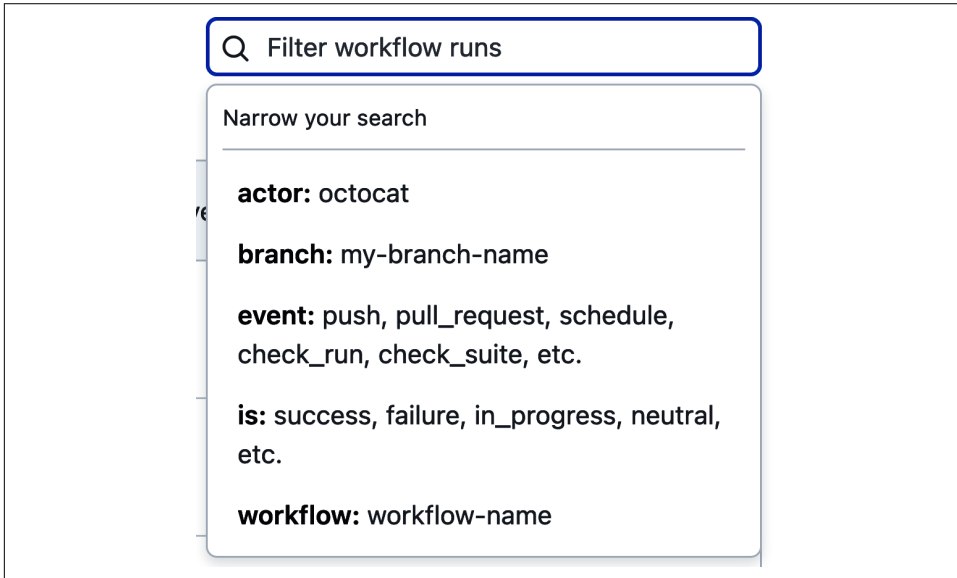 Filter workflow runs
Narrow your search
actor: octocat
branch: my-branch-name
event: push, pull_request, schedule,
check_run, check_suite, etc.
is: success, failure, in_progress, neutral,
etc.
workflow: workflow-name